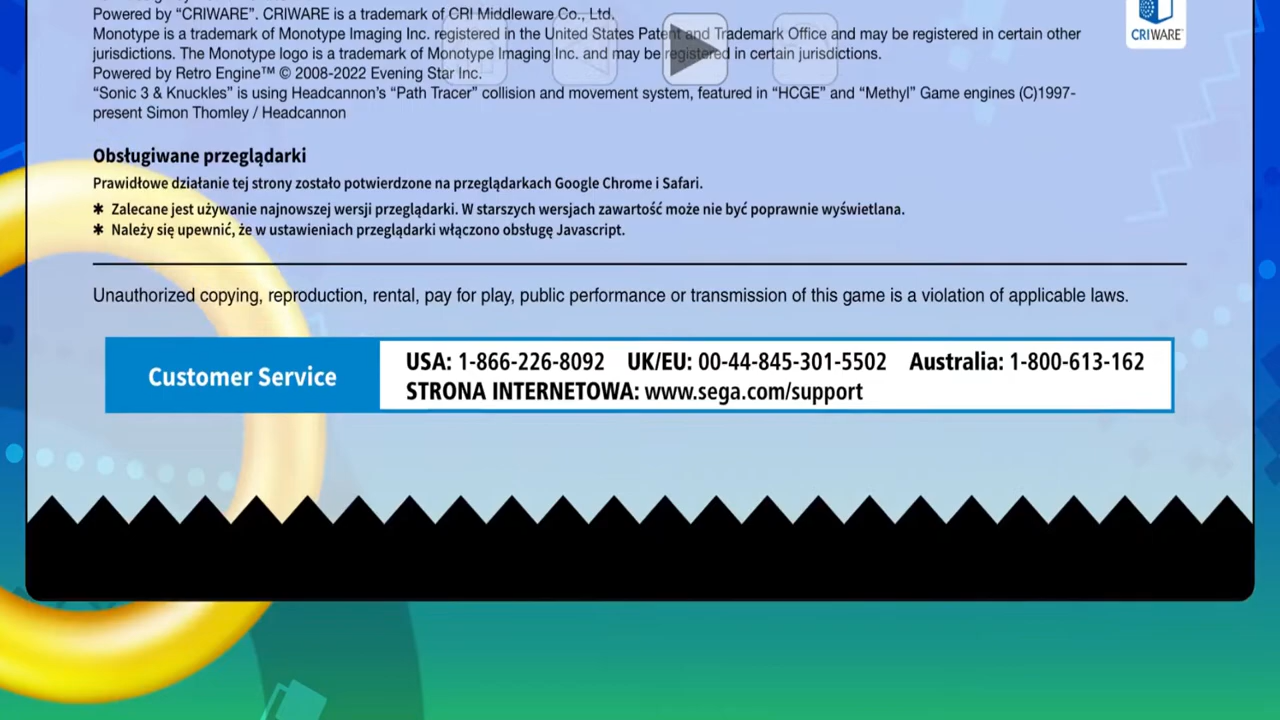 Powered by “CRIWARE”. CRIWARE is a trademark of CRI Middleware Co., Ltd.
Monotype is a trademark of Monotype Imaging Inc. registered in the United States Patent and Trademark Office and may be registered in certain other
jurisdictions. The Monotype logo is a trademark of Monotype Imaging Inc. and may be registered in certain jurisdictions.
Powered by Retro Engine™ © 2008-2022 Evening Star Inc.
“Sonic 3 & Knuckles” is using Headcannon’s “Path Tracer” collision and movement system, featured in “HCGE” and “Methyl” Game engines (C)1997-
present Simon Thomley / Headcannon
CRIWARE
Obsługiwane przeglądarki
Prawidłowe działanie tej strony zostało potwierdzone na przeglądarkach Google Chrome i Safari.
✱ Zalecane jest używanie najnowszej wersji przeglądarki. W starszych wersjach zawartość może nie być poprawnie wyświetlana.
✱ Należy się upewnić, że w ustawieniach przeglądarki włączono obsługę Javascript.
Unauthorized copying, reproduction, rental, pay for play, public performance or transmission of this game is a violation of applicable laws.
Customer Service
USA: 1-866-226-8092 UK/EU: 00-44-845-301-5502 Australia: 1-800-613-162
STRONA INTERNETOWA: www.sega.com/support